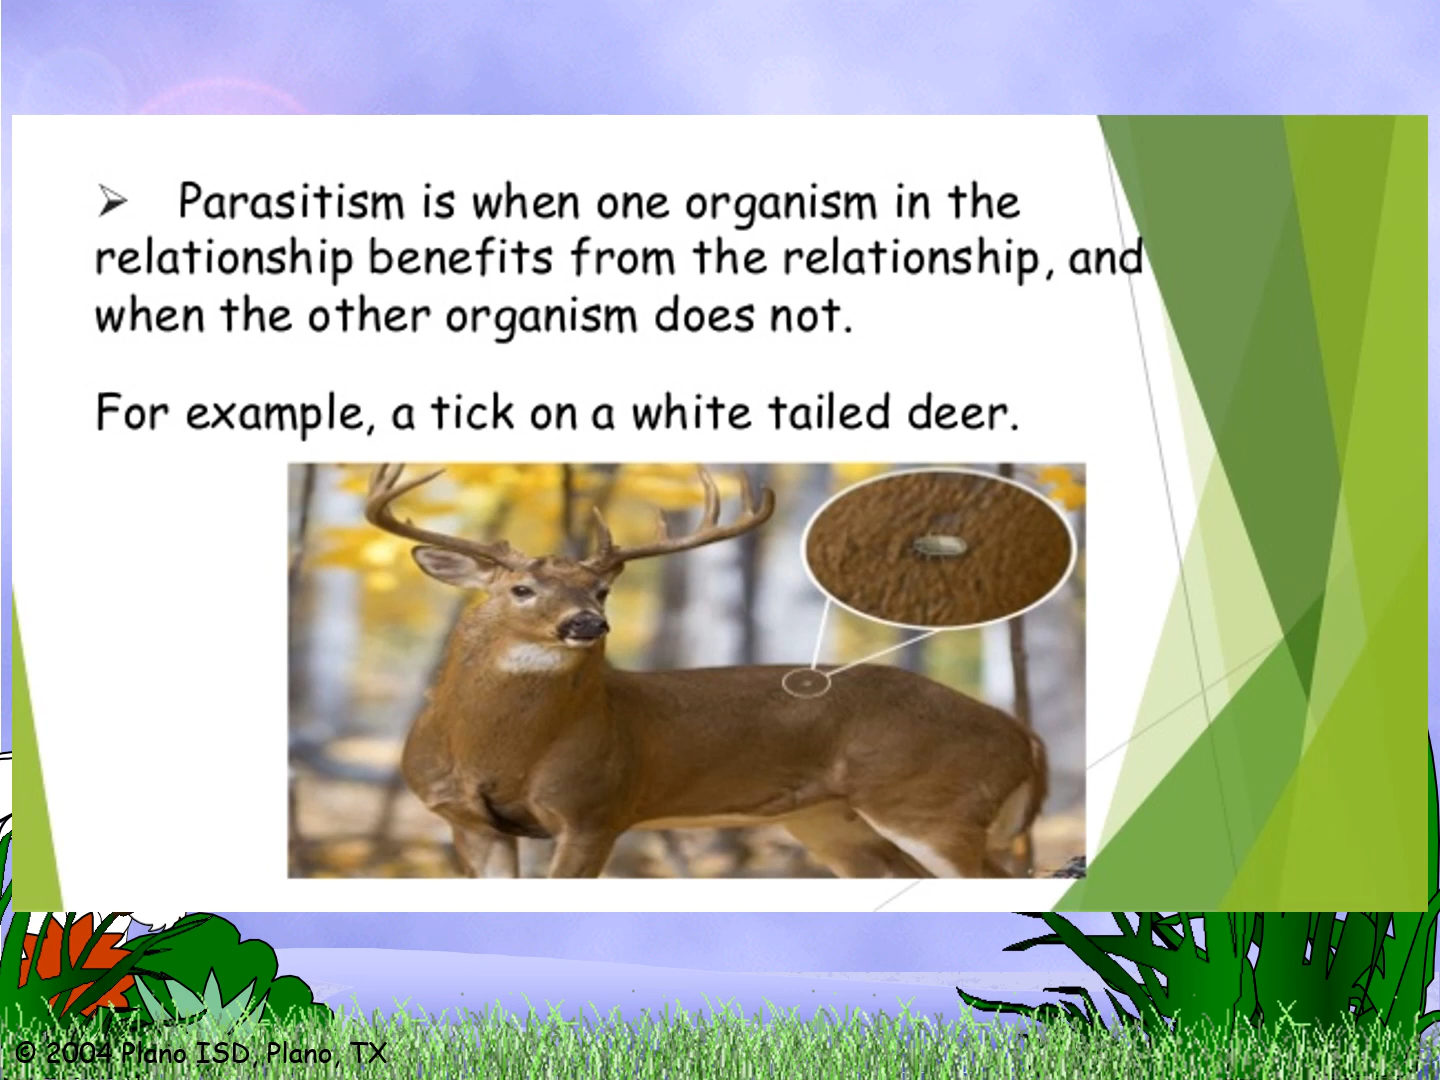 ➢ Parasitism is when one organism in the
relationship benefits from the relationship, and
when the other organism does not.
For example, a tick on a white tailed deer.
© 2004 Plano ISD, Plano, TX